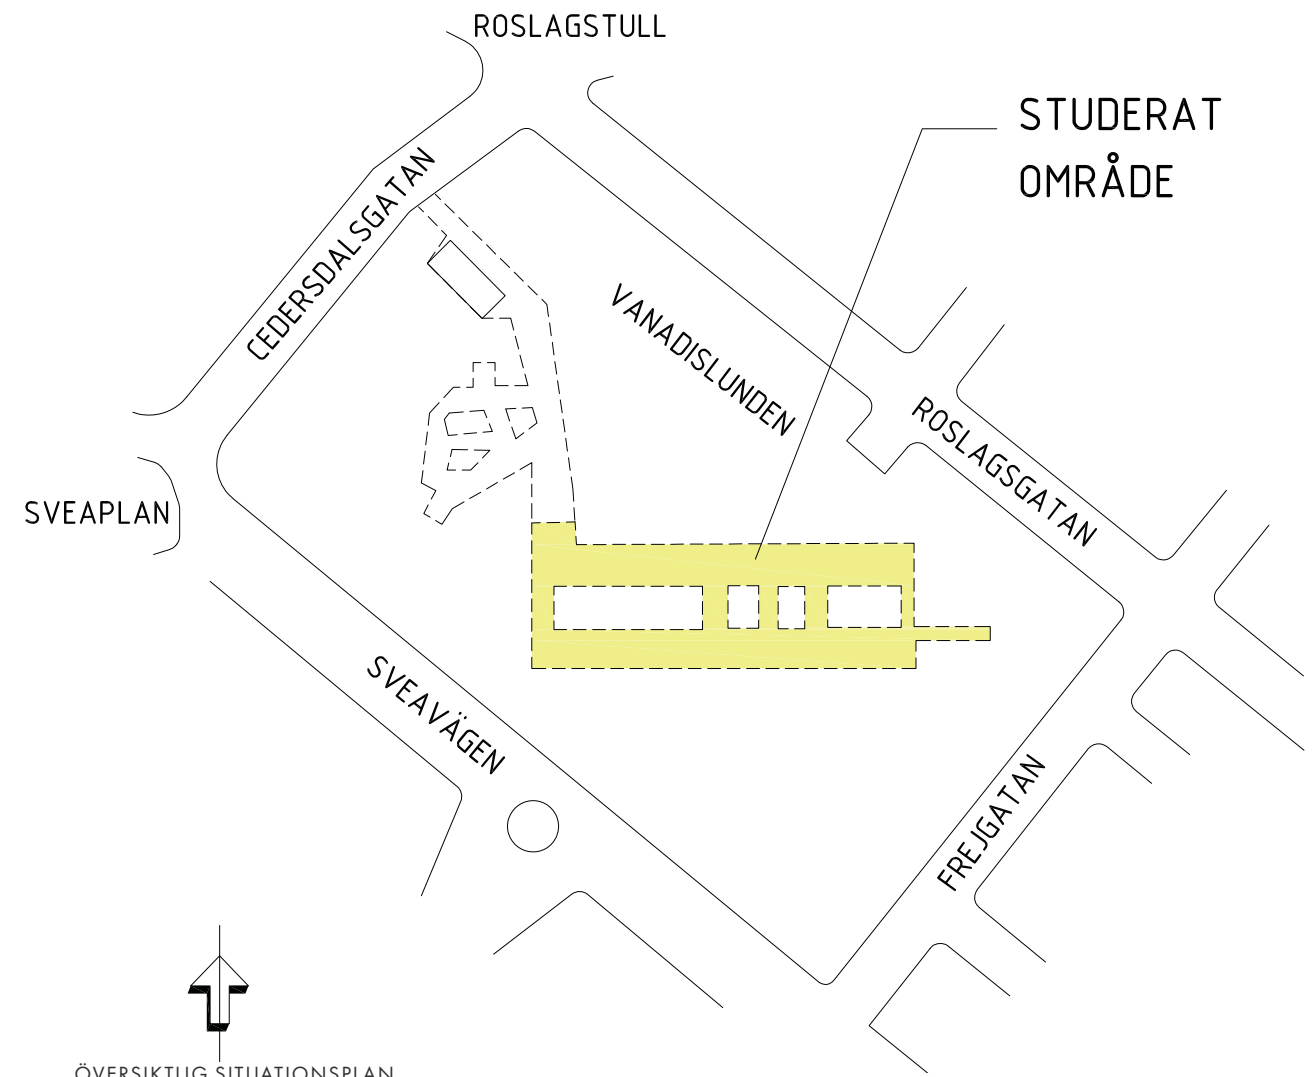 ROSLAGSTULL
STUDERAT
OMRÅDE
CEDERSDALSGATAN
VANADISLUNDEN
ROSLAGSGATAN
SVEAPLAN
SVEAVÄGEN
FREJGATAN
ÖVERSIKTLIG SITUATIONSPLAN